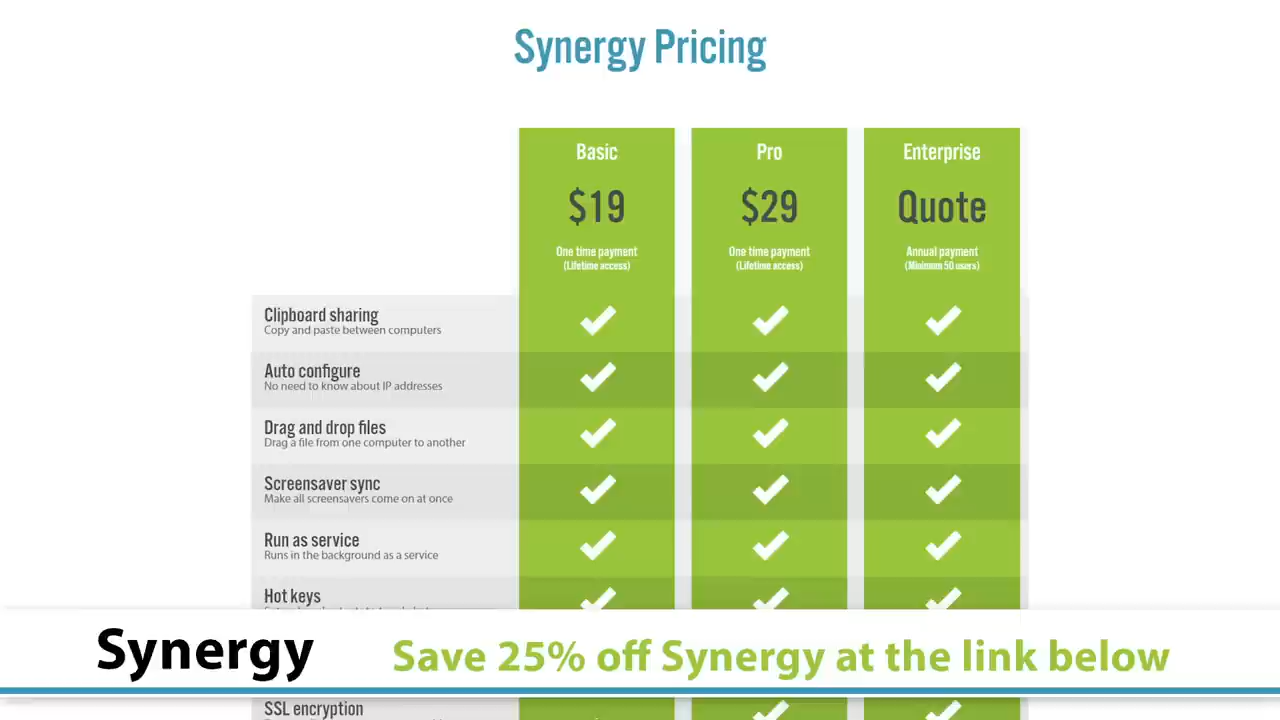 Synergy Pricing
Basic Pro Enterprise
$19 $29 Quote
One time payment One time payment Annual payment
(Lifetime access) (Lifetime access) (Minimum 50 users)
Clipboard sharing
Copy and paste between computers
Auto configure
No need to know about IP addresses
Drag and drop files
Drag a file from one computer to another
Screensaver sync
Make all screensavers come on at once
Run as service
Runs in the background as a service
Hot keys
Synergy Save 25% off Synergy at the link below
SSL encryption